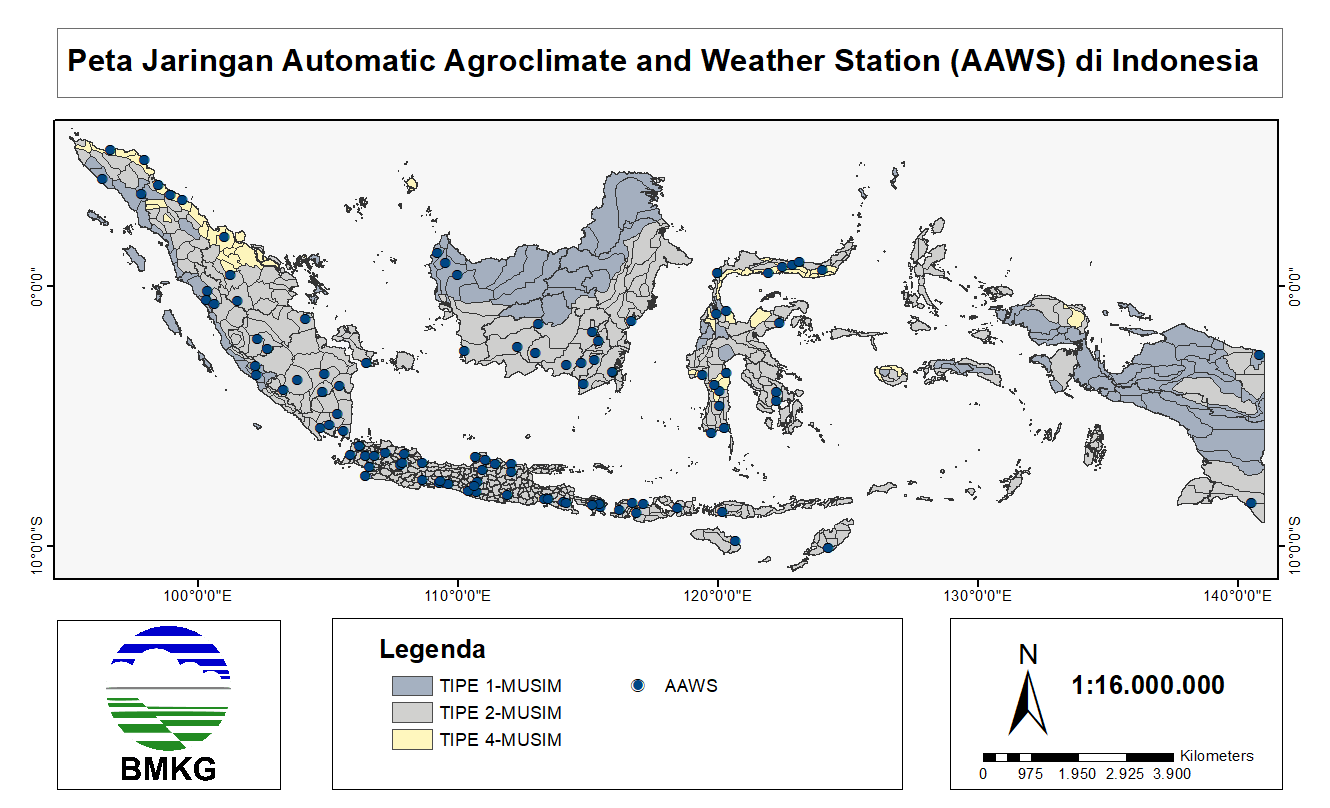 Peta Jaringan Automatic Agroclimate and Weather Station (AAWS) di Indonesia
0°0'0"
0°0'0"
10°0'0"S
10°0'0"S
100°0'0"E
110°0'0"E
120°0'0"E
130°0'0"E
140°0'0"E
BMKG
Legenda
TIPE 1-MUSIM
AAWS
TIPE 2-MUSIM
TIPE 4-MUSIM
N
1:16.000.000
Kilometers
0 975 1.950 2.925 3.900